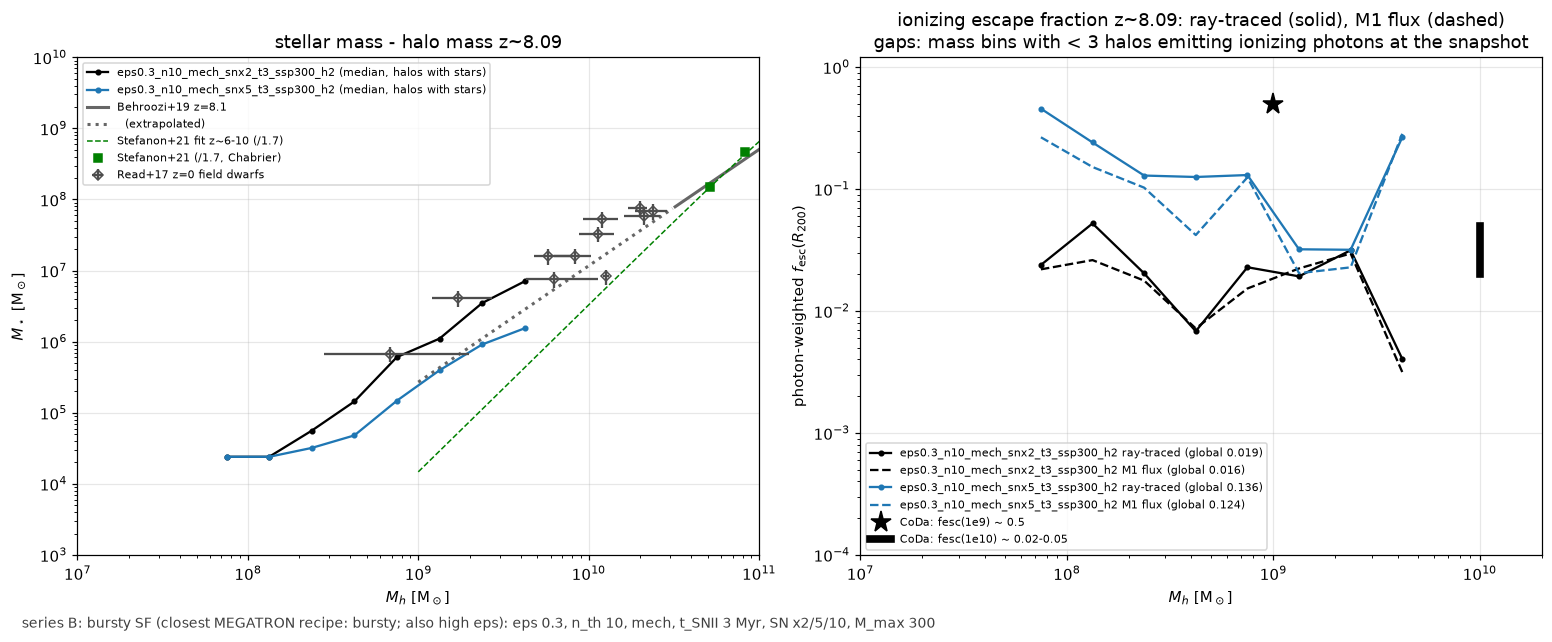 stellar mass - halo mass z~8.09
10^10
10^9
10^8
10^7
10^6
10^5
10^4
10^3
M⋆ [M⊙]
eps0.3_n10_mech_snx2_t3_ssp300_h2 (median, halos with stars)
eps0.3_n10_mech_snx5_t3_ssp300_h2 (median, halos with stars)
Behroozi+19 z=8.1
(extrapolated)
Stefanon+21 fit z~6-10 (/1.7)
Stefanon+21 (/1.7, Chabrier)
Read+17 z=0 field dwarfs
10^7 10^8 10^9 10^10 10^11
M_h [M⊙]
ionizing escape fraction z~8.09: ray-traced (solid), M1 flux (dashed)
gaps: mass bins with < 3 halos emitting ionizing photons at the snapshot
10^0
10^-1
10^-2
10^-3
10^-4
photon-weighted f_esc(R_200)
eps0.3_n10_mech_snx2_t3_ssp300_h2 ray-traced (global 0.019)
eps0.3_n10_mech_snx2_t3_ssp300_h2 M1 flux (global 0.016)
eps0.3_n10_mech_snx5_t3_ssp300_h2 ray-traced (global 0.136)
eps0.3_n10_mech_snx5_t3_ssp300_h2 M1 flux (global 0.124)
CoDa: fesc(1e9) ~ 0.5
CoDa: fesc(1e10) ~ 0.02-0.05
10^7 10^8 10^9 10^10
M_h [M⊙]
series B: bursty SF (closest MEGATRON recipe: bursty; also high eps): eps 0.3, n_th 10, mech, t_SNII 3 Myr, SN x2/5/10, M_max 300